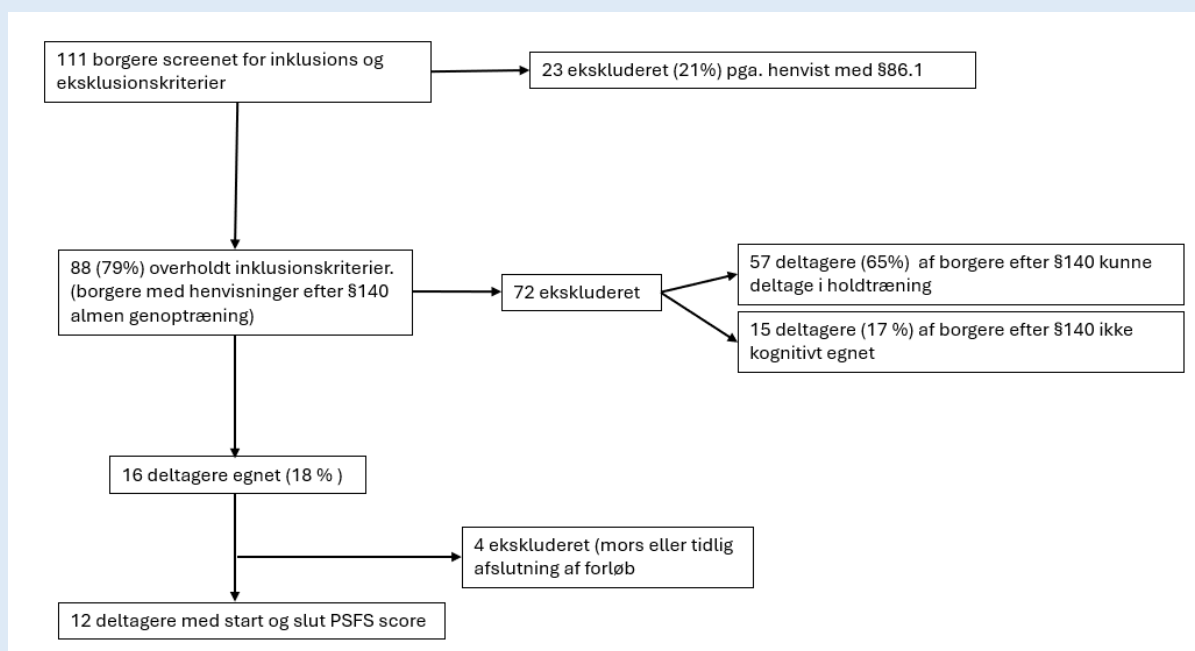 111 borgere screenet for inklusions og
eksklusionskriterier
23 ekskluderet (21%) pga. henvist med §86.1
88 (79%) overholdt inklusionskriterier.
(borgere med henvisninger efter §140
almen genoptræning)
72 ekskluderet
57 deltagere (65%)  af borgere efter §140 kunne
deltage i holdtræning
15 deltagere (17 %) af borgere efter §140 ikke
kognitivt egnet
16 deltagere egnet (18 % )
4 ekskluderet (mors eller tidlig
afslutning af forløb
12 deltagere med start og slut PSFS score